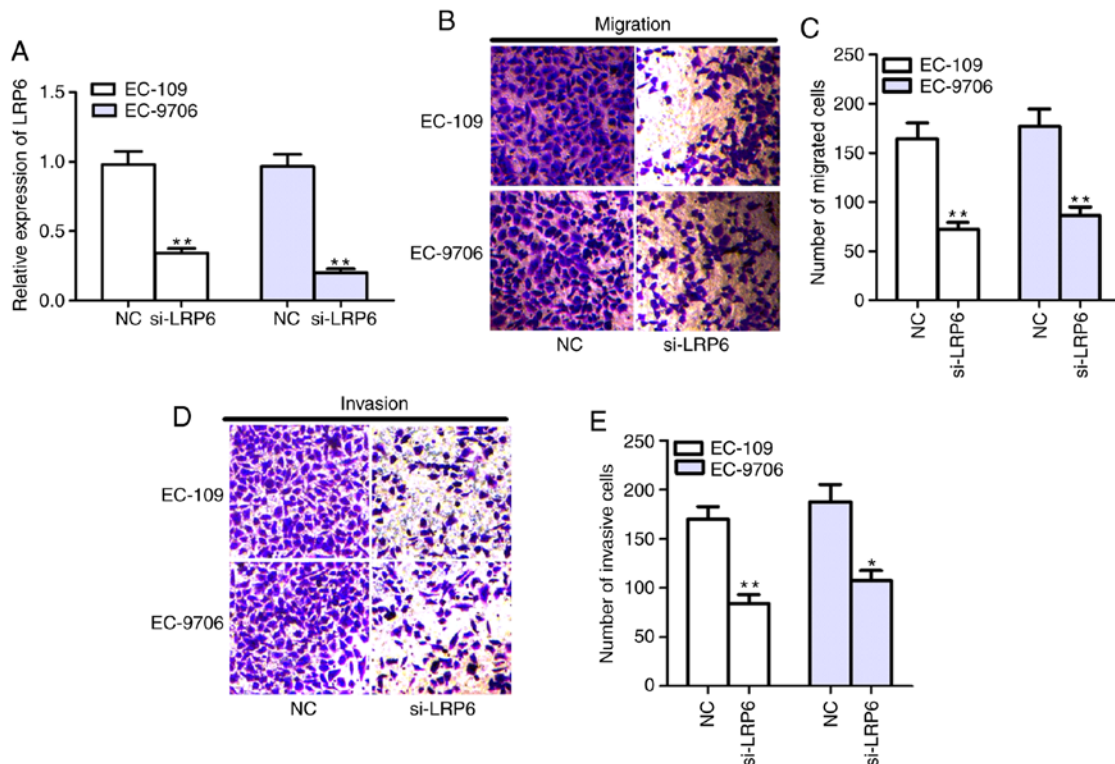 A
EC-109
EC-9706
Relative expression of LRP6
1.5
1.0
0.5
0.0
**
**
NC si-LRP6 NC si-LRP6
B
Migration
EC-109
EC-9706
NC si-LRP6
C
EC-109
EC-9706
Number of migrated cells
250
200
150
100
50
0
**
**
NC
si-LRP6
NC
si-LRP6
D
Invasion
EC-109
EC-9706
NC si-LRP6
E
EC-109
EC-9706
Number of invasive cells
250
200
150
100
50
0
**
*
NC
si-LRP6
NC
si-LRP6